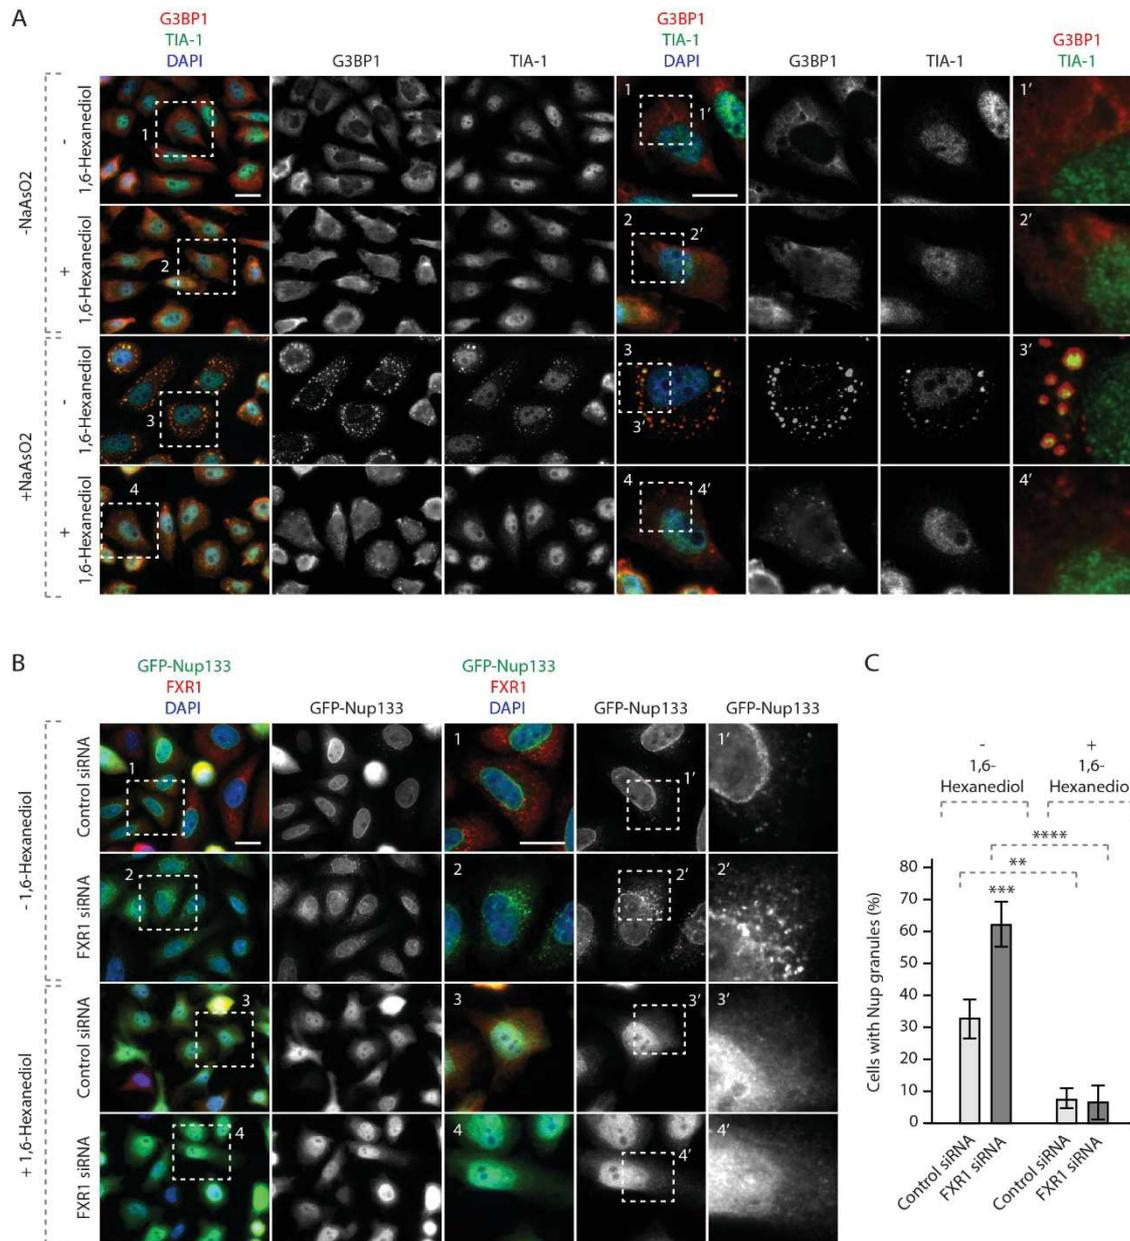 A
G3BP1
TIA-1
DAPI
G3BP1
TIA-1
G3BP1
TIA-1
DAPI
G3BP1
TIA-1
G3BP1
TIA-1
-NaAsO2
-
1,6-Hexanediol
1
1
1'
1'
+
1,6-Hexanediol
2
2
2'
2'
+NaAsO2
-
1,6-Hexanediol
3
3
3'
3'
+
1,6-Hexanediol
4
4
4'
4'
B
GFP-Nup133
FXR1
DAPI
GFP-Nup133
GFP-Nup133
FXR1
DAPI
GFP-Nup133
GFP-Nup133
- 1,6-Hexanediol
Control siRNA
1
1
1'
1'
FXR1 siRNA
2
2
2'
2'
+ 1,6-Hexanediol
Control siRNA
3
3
3'
3'
FXR1 siRNA
4
4
4'
4'
C
-
1,6-
Hexanediol
+
1,6-
Hexanedio
****
**
***
Cells with Nup granules (%)
80
70
60
50
40
30
20
10
0
Control siRNA
FXR1 siRNA
Control siRNA
FXR1 siRNA